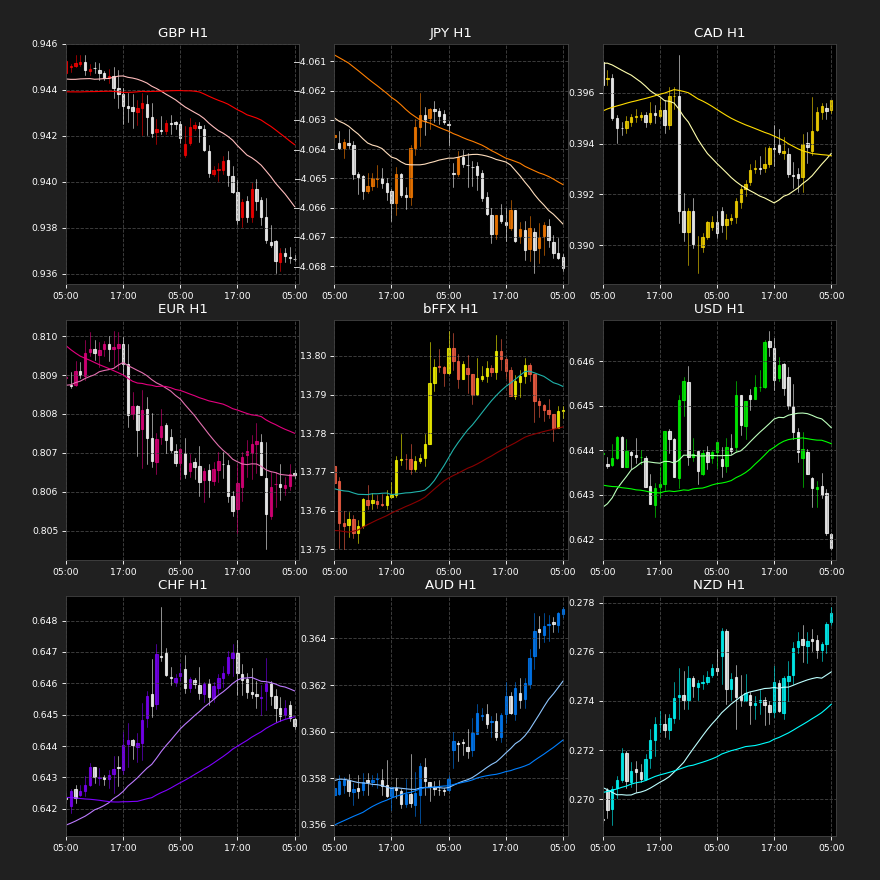 GBP H1
0.946
0.944
0.942
0.940
0.938
0.936
05:00 17:00 05:00 17:00 05:00
JPY H1
4.061
4.062
4.063
4.064
4.065
4.066
4.067
4.068
05:00 17:00 05:00 17:00 05:00
CAD H1
0.396
0.394
0.392
0.390
05:00 17:00 05:00 17:00 05:00
EUR H1
0.810
0.809
0.808
0.807
0.806
0.805
05:00 17:00 05:00 17:00 05:00
bFFX H1
13.80
13.79
13.78
13.77
13.76
13.75
05:00 17:00 05:00 17:00 05:00
USD H1
0.646
0.645
0.644
0.643
0.642
05:00 17:00 05:00 17:00 05:00
CHF H1
0.648
0.647
0.646
0.645
0.644
0.643
0.642
05:00 17:00 05:00 17:00 05:00
AUD H1
0.364
0.362
0.360
0.358
0.356
05:00 17:00 05:00 17:00 05:00
NZD H1
0.278
0.276
0.274
0.272
0.270
05:00 17:00 05:00 17:00 05:00